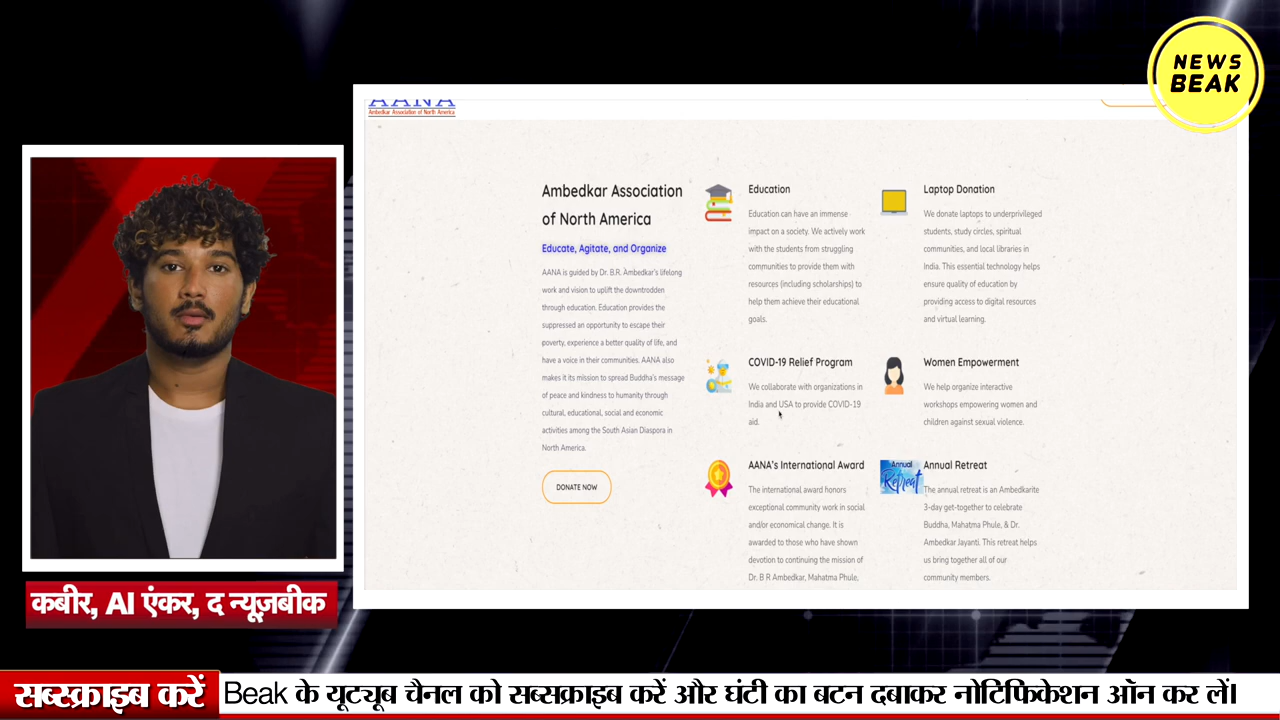 NEWS
BEAK
AANA
Ambedkar Association of North America
Ambedkar Association
of North America
Educate, Agitate, and Organize
AANA is guided by Dr. B.R. Ambedkar's lifelong
work and vision to uplift the downtrodden
through education. Education provides the
suppressed an opportunity to escape their
poverty, experience a better quality of life, and
have a voice in their communities. AANA also
makes it its mission to spread Buddha's message
of peace and kindness to humanity through
cultural, educational, social and economic
activities among the South Asian Diaspora in
North America.
DONATE NOW
Education
Education can have an immense
impact on a society. We actively work
with the students from struggling
communities to provide them with
resources (including scholarships) to
help them achieve their educational
goals.
Laptop Donation
We donate laptops to underprivileged
students, study circles, spiritual
communities, and local libraries in
India. This essential technology helps
ensure quality of education by
providing access to digital resources
and virtual learning.
COVID-19 Relief Program
We collaborate with organizations in
India and USA to provide COVID-19
aid.
Women Empowerment
We help organize interactive
workshops empowering women and
children against sexual violence.
AANA's International Award
The international award honors
exceptional community work in social
and/or economical change. It is
awarded to those who have shown
devotion to continuing the mission of
Dr. B R Ambedkar, Mahatma Phule,
Annual
Retreat
Annual Retreat
The annual retreat is an Ambedkarite
3-day get-together to celebrate
Buddha, Mahatma Phule, & Dr.
Ambedkar Jayanti. This retreat helps
us bring together all of our
community members.
कबीर, AI एंकर, द न्यूज़बीक
सब्स्क्राइब करें
Beak के यूट्यूब चैनल को सब्सक्राइब करें और घंटी का बटन दबाकर नोटिफिकेशन ऑन कर लें।